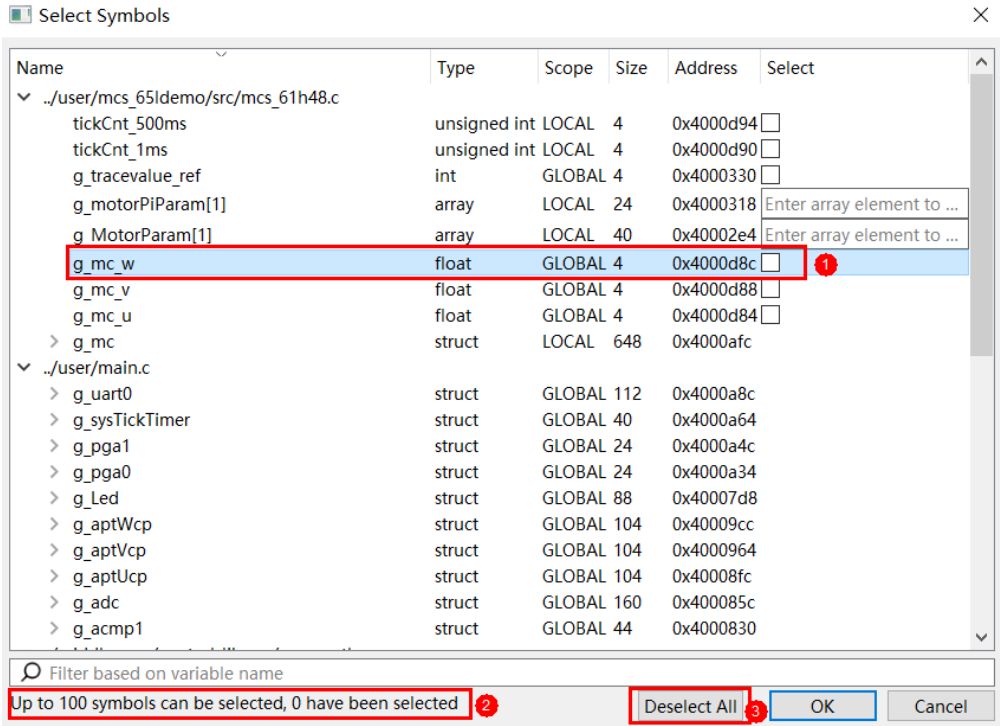 Select Symbols
Name Type Scope Size Address Select
../user/mcs_65ldemo/src/mcs_61h48.c
tickCnt_500ms unsigned int LOCAL 4 0x4000d94
tickCnt_1ms unsigned int LOCAL 4 0x4000d90
g_tracevalue_ref int GLOBAL 4 0x4000330
g_motorPiParam[1] array LOCAL 24 0x4000318 Enter array element to ...
g_MotorParam[1] array LOCAL 40 0x40002e4 Enter array element to ...
g_mc_w float GLOBAL 4 0x4000d8c 1
g_mc_v float GLOBAL 4 0x4000d88
g_mc_u float GLOBAL 4 0x4000d84
g_mc struct LOCAL 648 0x4000afc
../user/main.c
g_uart0 struct GLOBAL 112 0x4000a8c
g_sysTickTimer struct GLOBAL 40 0x4000a64
g_pga1 struct GLOBAL 24 0x4000a4c
g_pga0 struct GLOBAL 24 0x4000a34
g_Led struct GLOBAL 88 0x40007d8
g_aptWcp struct GLOBAL 104 0x40009cc
g_aptVcp struct GLOBAL 104 0x4000964
g_aptUcp struct GLOBAL 104 0x40008fc
g_adc struct GLOBAL 160 0x400085c
g_acmp1 struct GLOBAL 44 0x4000830
Filter based on variable name
Up to 100 symbols can be selected, 0 have been selected 2 Deselect All 3 OK Cancel